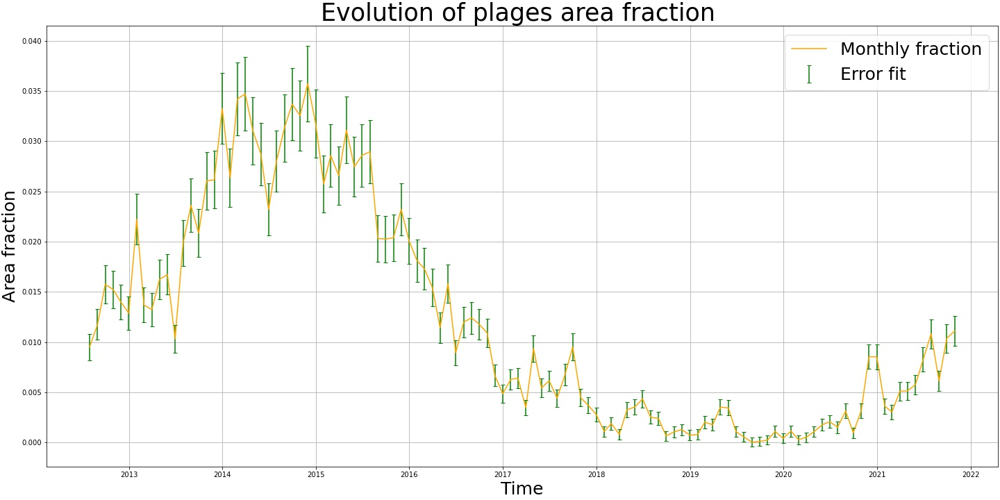 Evolution of plages area fraction
Monthly fraction
Error fit
Area fraction
0.040
0.035
0.030
0.025
0.020
0.015
0.010
0.005
0.000
2013 2014 2015 2016 2017 2018 2019 2020 2021 2022
Time